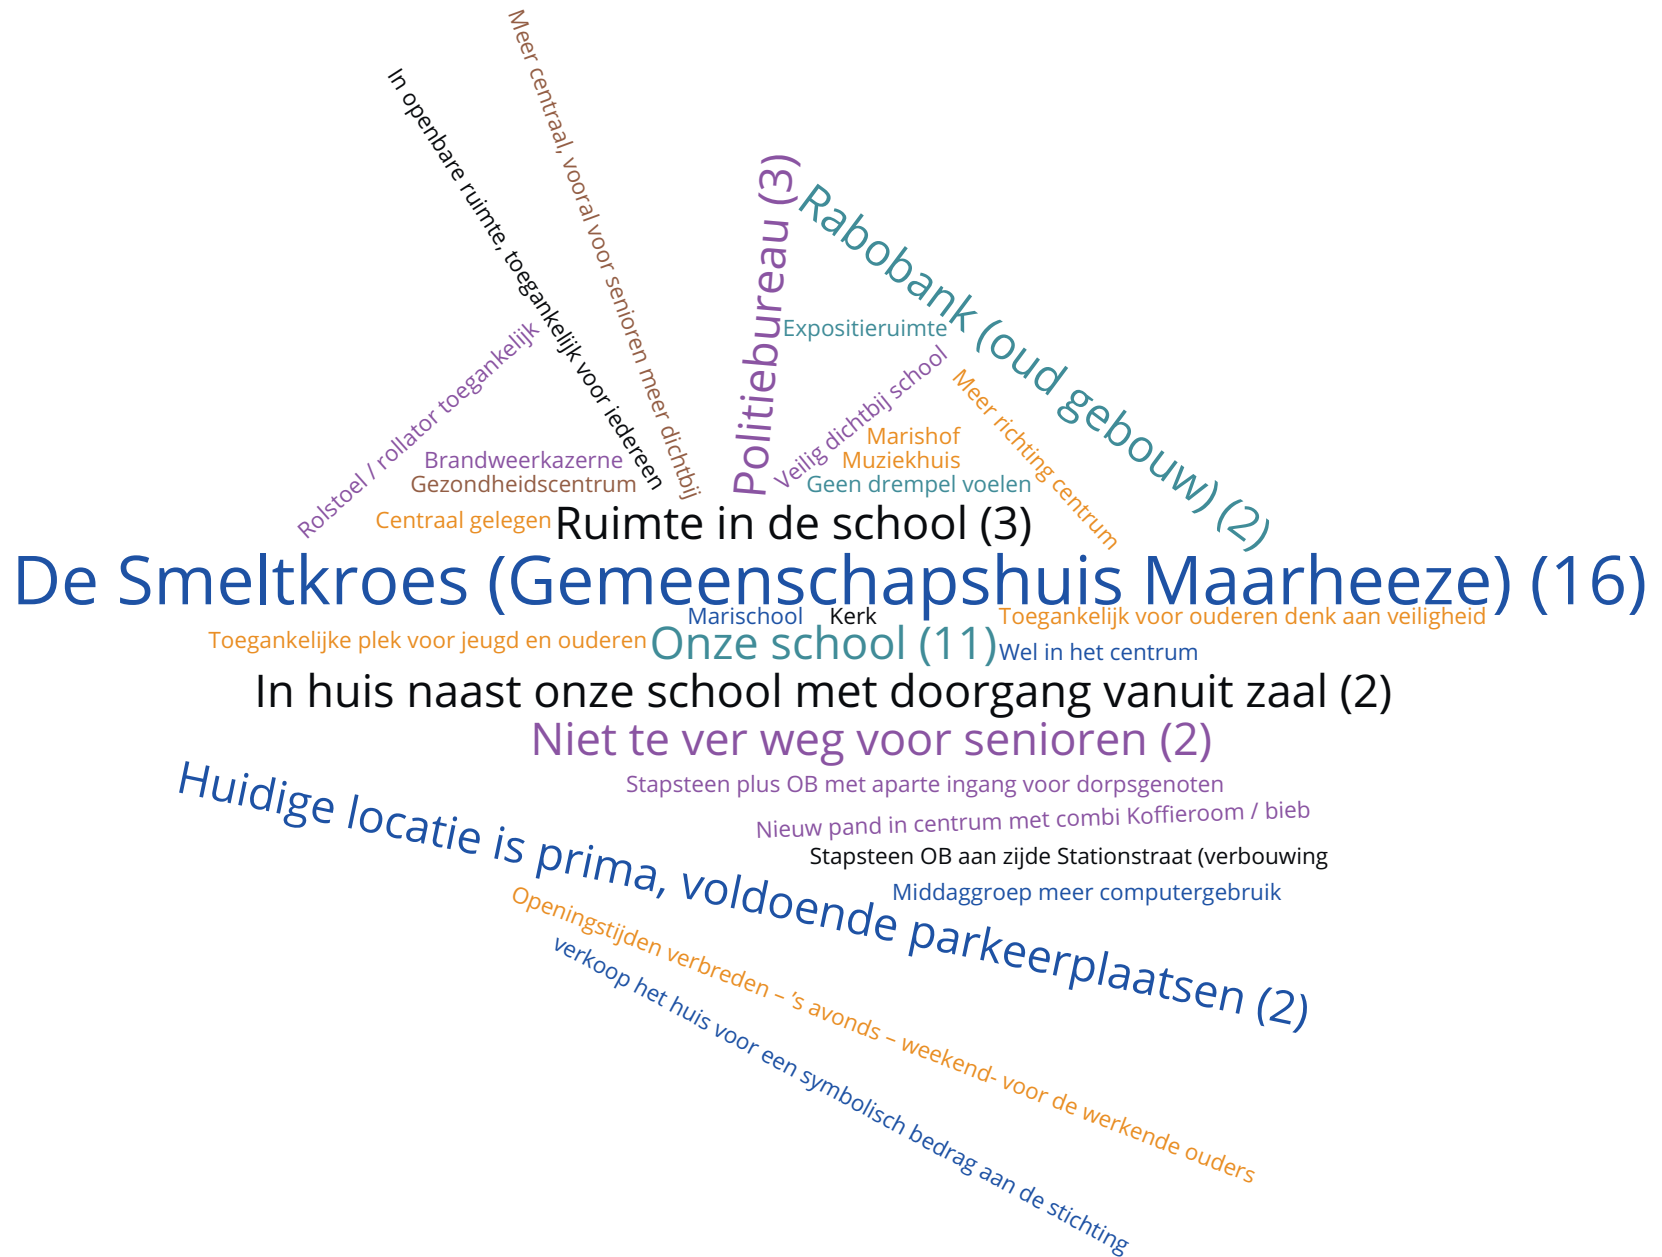 Meer centraal, vooral voor senioren meer dichtbij
In openbare ruimte, toegankelijk voor iedereen
Politiebureau (3)
Rabobank (oud gebouw) (2)
Expositieruimte
Rolstoel / rollator toegankelijk
Veilig dichtbij school
Meer richting centrum
Marishof
Brandweerkazerne
Muziekhuis
Gezondheidscentrum
Geen drempel voelen
Centraal gelegen
Ruimte in de school (3)
De Smeltkroes (Gemeenschapshuis Maarheeze) (16)
Marischool
Kerk
Toegankelijk voor ouderen denk aan veiligheid
Toegankelijke plek voor jeugd en ouderen
Onze school (11)
Wel in het centrum
In huis naast onze school met doorgang vanuit zaal (2)
Niet te ver weg voor senioren (2)
Huidige locatie is prima, voldoende parkeerplaatsen (2)
Stapsteen plus OB met aparte ingang voor dorpsgenoten
Nieuw pand in centrum met combi Koffieroom / bieb
Stapsteen OB aan zijde Stationstraat (verbouwing
Middaggroep meer computergebruik
Openingstijden verbreden – ’s avonds – weekend- voor de werkende ouders
verkoop het huis voor een symbolisch bedrag aan de stichting